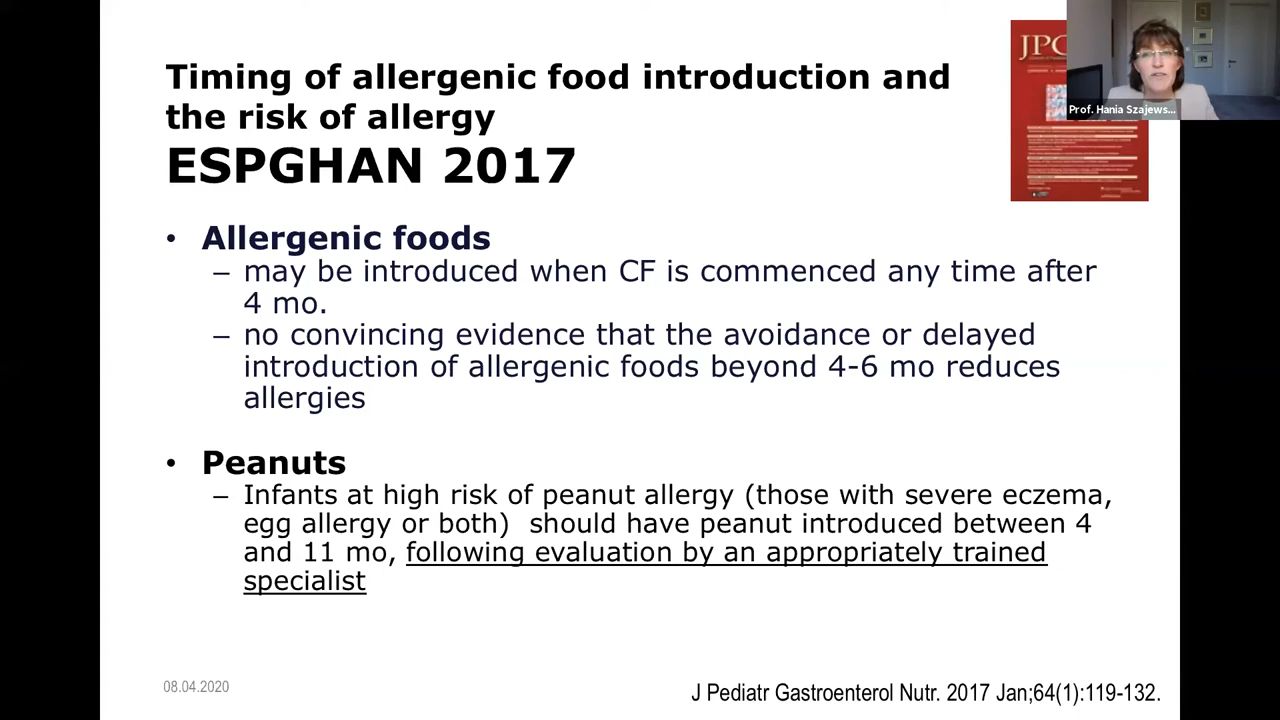 Timing of allergenic food introduction and
the risk of allergy
ESPGHAN 2017
JPG
Prof. Hania Szajews...
• Allergenic foods
– may be introduced when CF is commenced any time after
4 mo.
– no convincing evidence that the avoidance or delayed
introduction of allergenic foods beyond 4-6 mo reduces
allergies
• Peanuts
– Infants at high risk of peanut allergy (those with severe eczema,
egg allergy or both)  should have peanut introduced between 4
and 11 mo, following evaluation by an appropriately trained
specialist
08.04.2020
J Pediatr Gastroenterol Nutr. 2017 Jan;64(1):119-132.